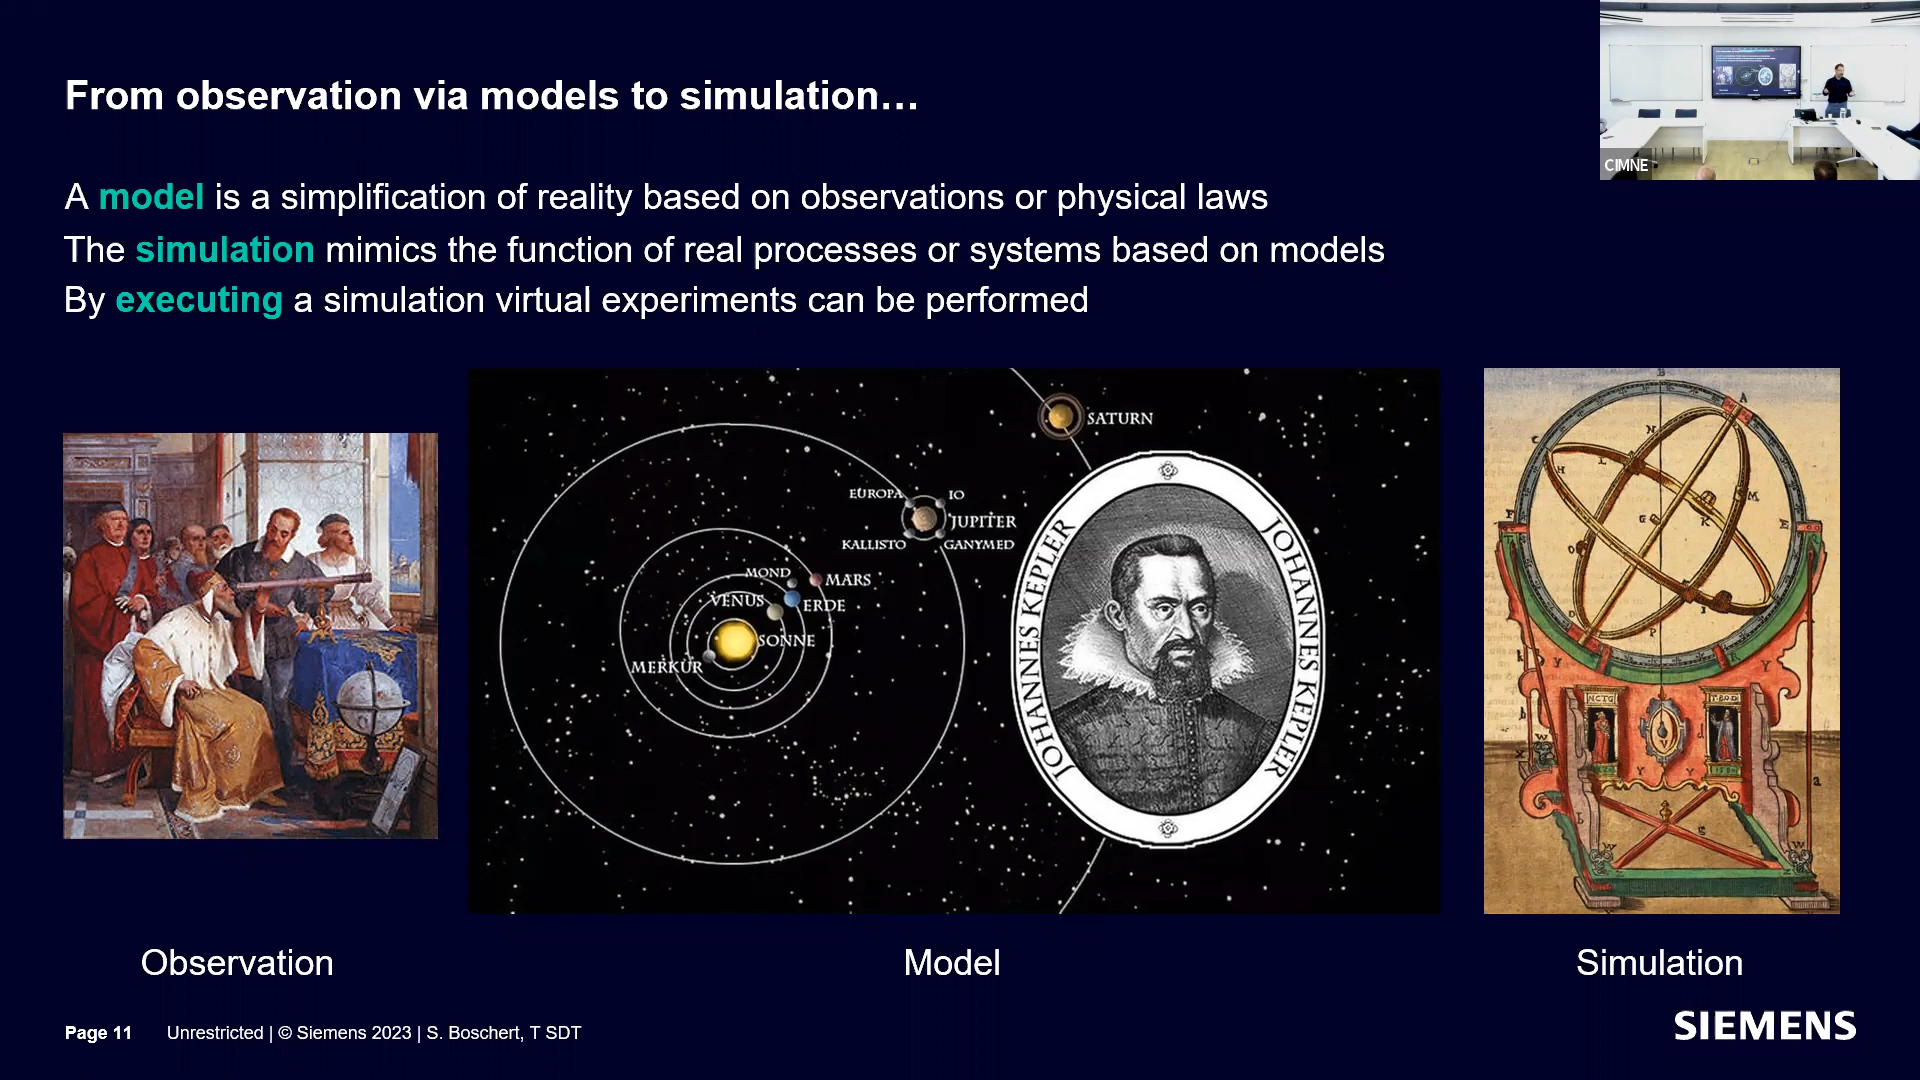 From observation via models to simulation…
CIMNE
A model is a simplification of reality based on observations or physical laws
The simulation mimics the function of real processes or systems based on models
By executing a simulation virtual experiments can be performed
SATURN
EUROPA
IO
JUPITER
KALLISTO
GANYMED
MOND
MARS
VENUS
ERDE
SONNE
MERKUR
JOHANNES KEPLER
JOHANNES KEPLER
Observation
Model
Simulation
Page 11
Unrestricted | © Siemens 2023 | S. Boschert, T SDT
SIEMENS